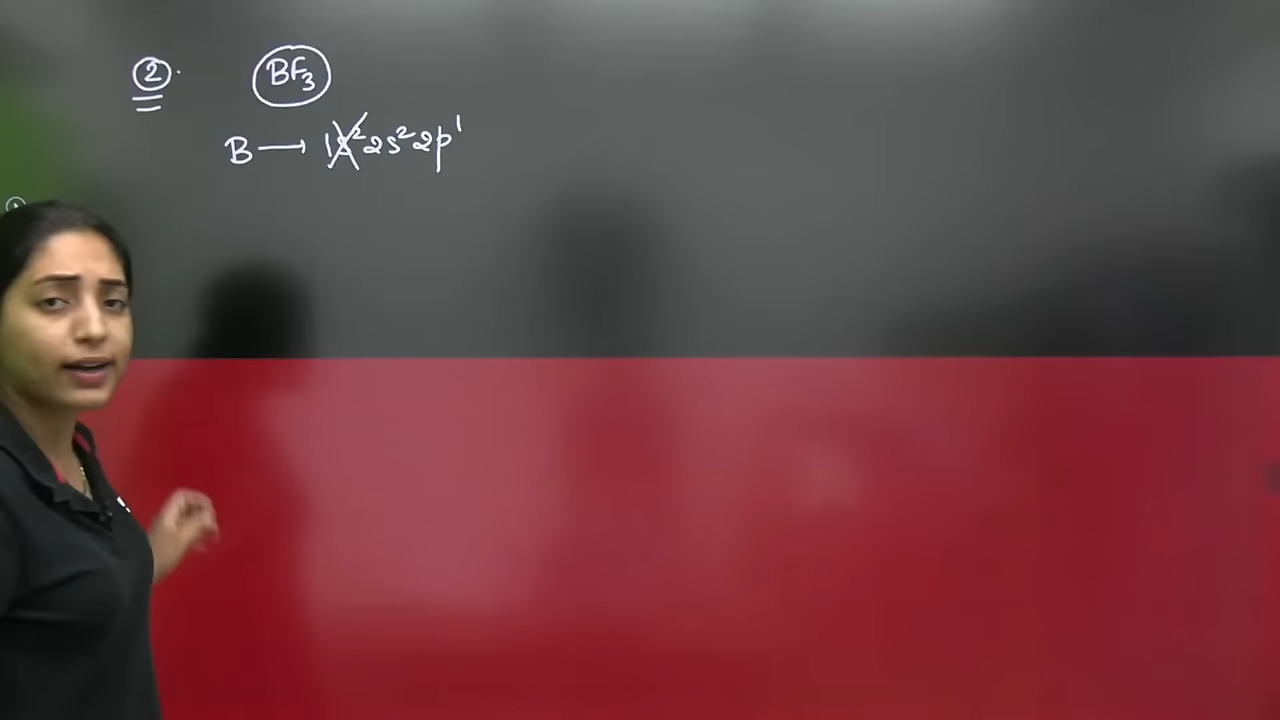 ② BF₃
B → 1s² 2s² 2p¹